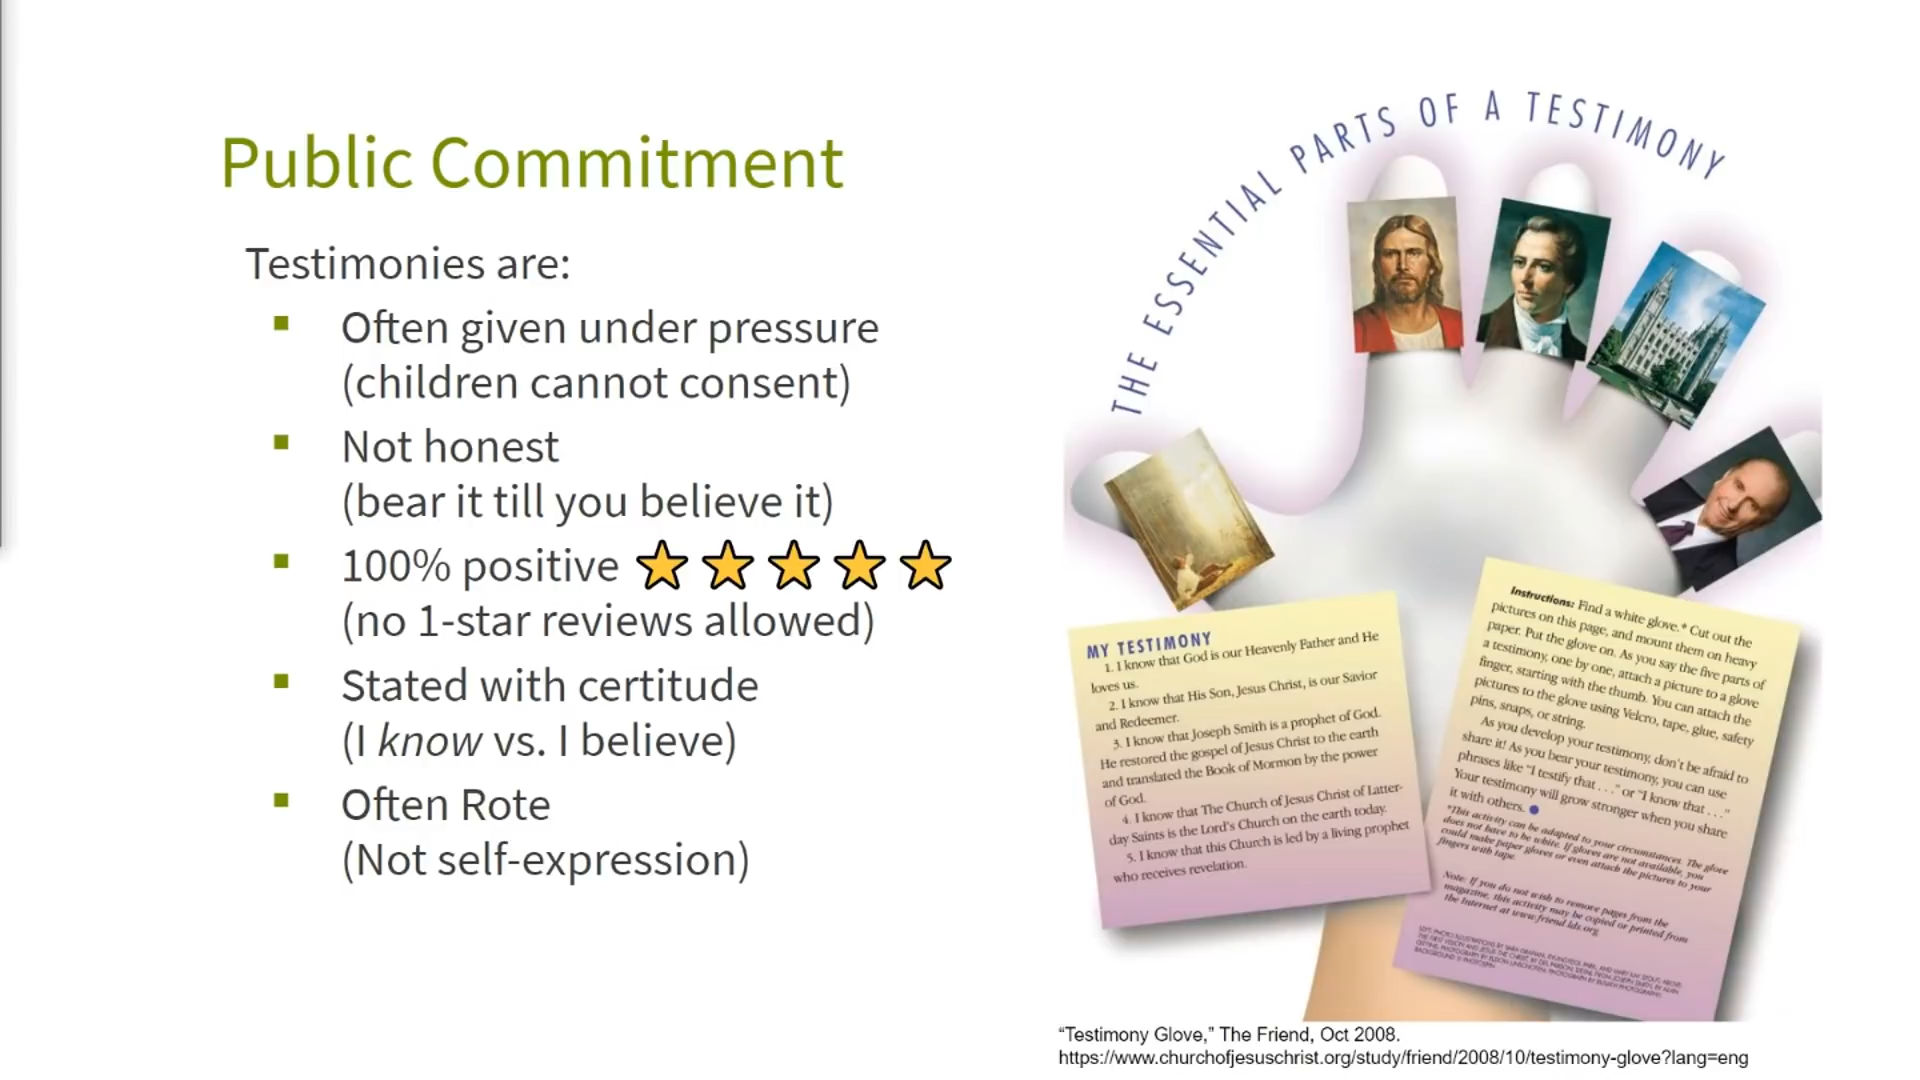 Public Commitment
Testimonies are:
Often given under pressure
(children cannot consent)
Not honest
(bear it till you believe it)
100% positive
(no 1-star reviews allowed)
Stated with certitude
(I know vs. I believe)
Often Rote
(Not self-expression)
THE ESSENTIAL PARTS OF A TESTIMONY
MY TESTIMONY
1. I know that God is our Heavenly Father and He
loves us.
2. I know that His Son, Jesus Christ, is our Savior
and Redeemer.
3. I know that Joseph Smith is a prophet of God.
He restored the gospel of Jesus Christ to the earth
and translated the Book of Mormon by the power
of God.
4. I know that The Church of Jesus Christ of Latter-
day Saints is the Lord's Church on the earth today.
5. I know that this Church is led by a living prophet
who receives revelation.
Instructions: Find a white glove.* Cut out the
pictures on this page, and mount them on heavy
paper. Put the glove on. As you say the five parts of
a testimony, one by one, attach a picture to a glove
finger, starting with the thumb. You can attach the
pictures to the glove using Velcro, tape, glue, safety
pins, snaps, or string.
As you develop your testimony, don't be afraid to
share it! As you bear your testimony, you can use
phrases like "I testify that . . ." or "I know that . . ."
Your testimony will grow stronger when you share
it with others.
*This activity can be adapted to your circumstances. The glove
does not have to be white. If gloves are not available, you
could make paper gloves or even attach the pictures to your
fingers with tape.
Note: If you do not wish to remove pages from the
magazine, this activity may be copied or printed from
the Internet at www.friend.lds.org.
“Testimony Glove,” The Friend, Oct 2008.
https://www.churchofjesuschrist.org/study/friend/2008/10/testimony-glove?lang=eng